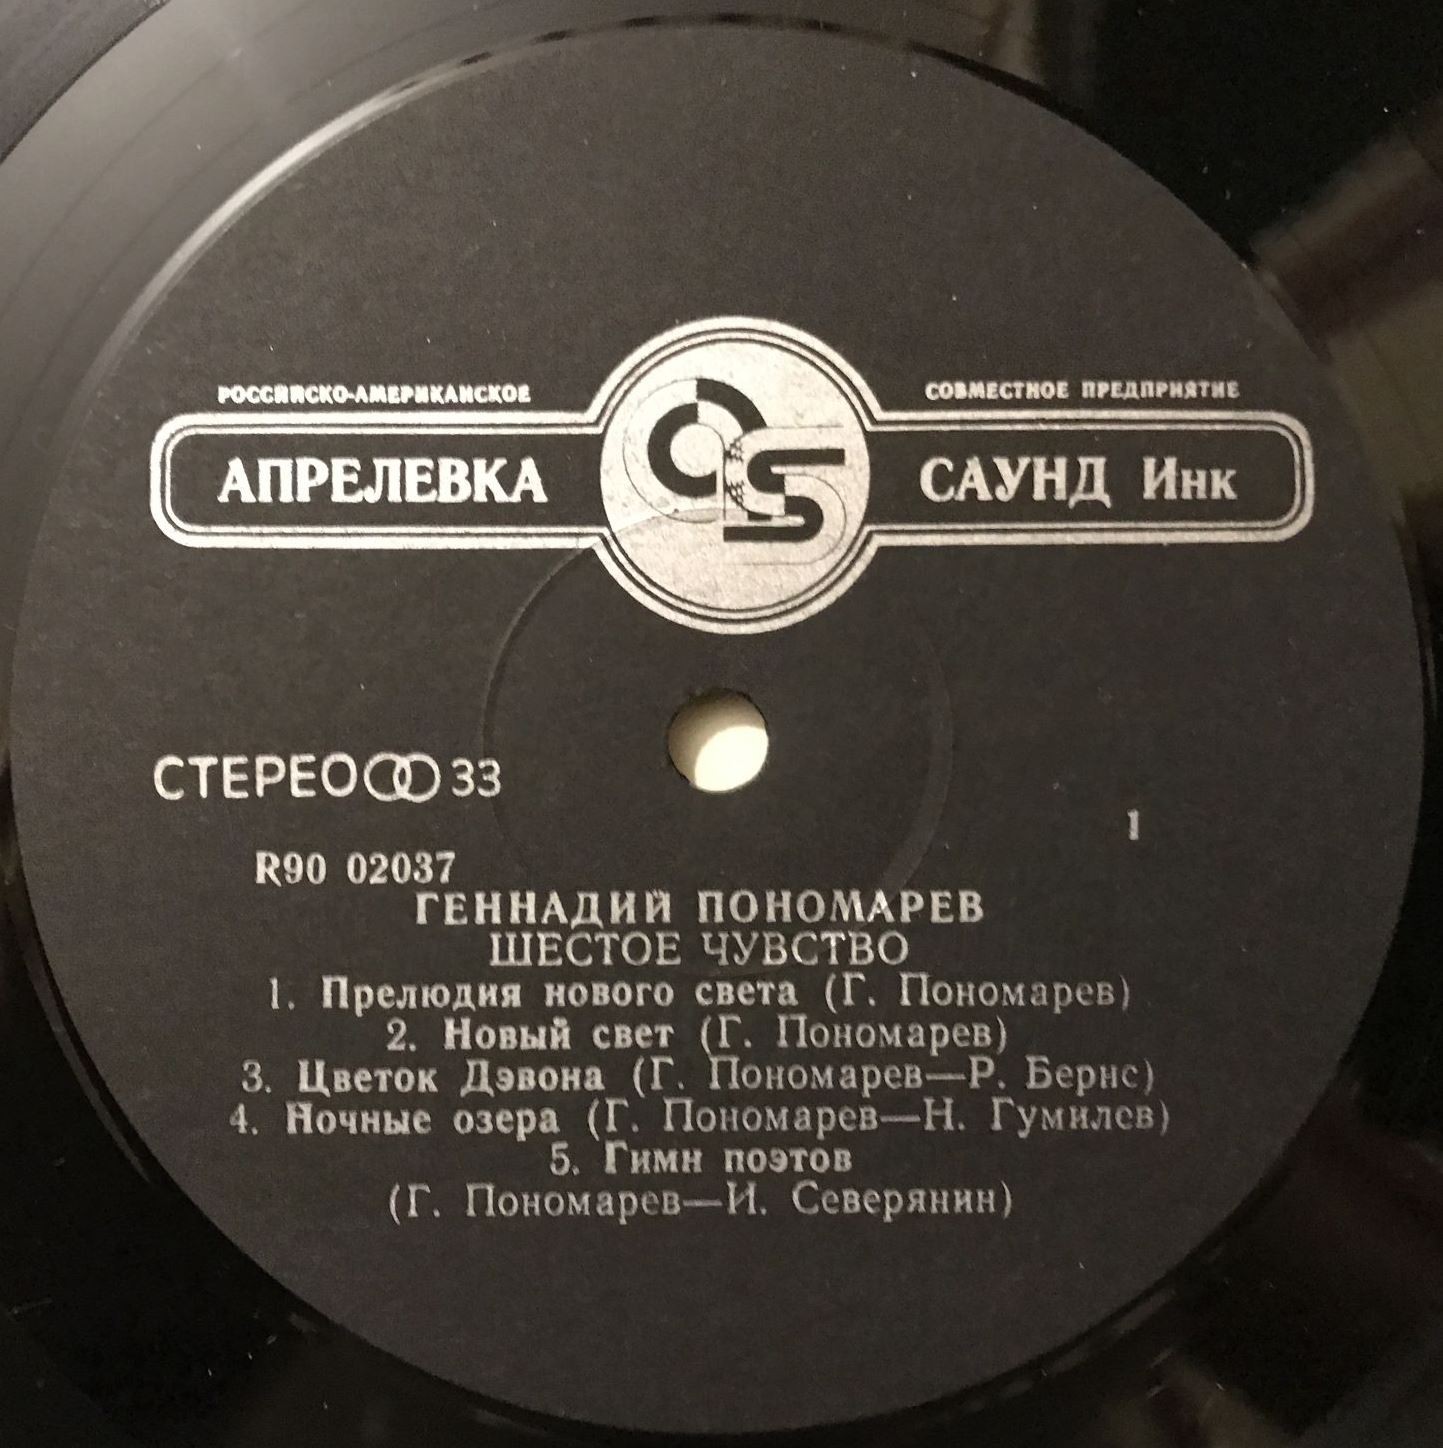 РОССИЙСКО-АМЕРИКАНСКОЕ СОВМЕСТНОЕ ПРЕДПРИЯТИЕ
АПРЕЛЕВКА САУНД Инк
СТЕРЕО 33
1
R90 02037
ГЕННАДИЙ ПОНОМАРЕВ
ШЕСТОЕ ЧУВСТВО
1. Прелюдия нового света (Г. Пономарев)
2. Новый свет (Г. Пономарев)
3. Цветок Дэвона (Г. Пономарев—Р. Бернс)
4. Ночные озера (Г. Пономарев—Н. Гумилев)
5. Гимн поэтов
(Г. Пономарев—И. Северянин)